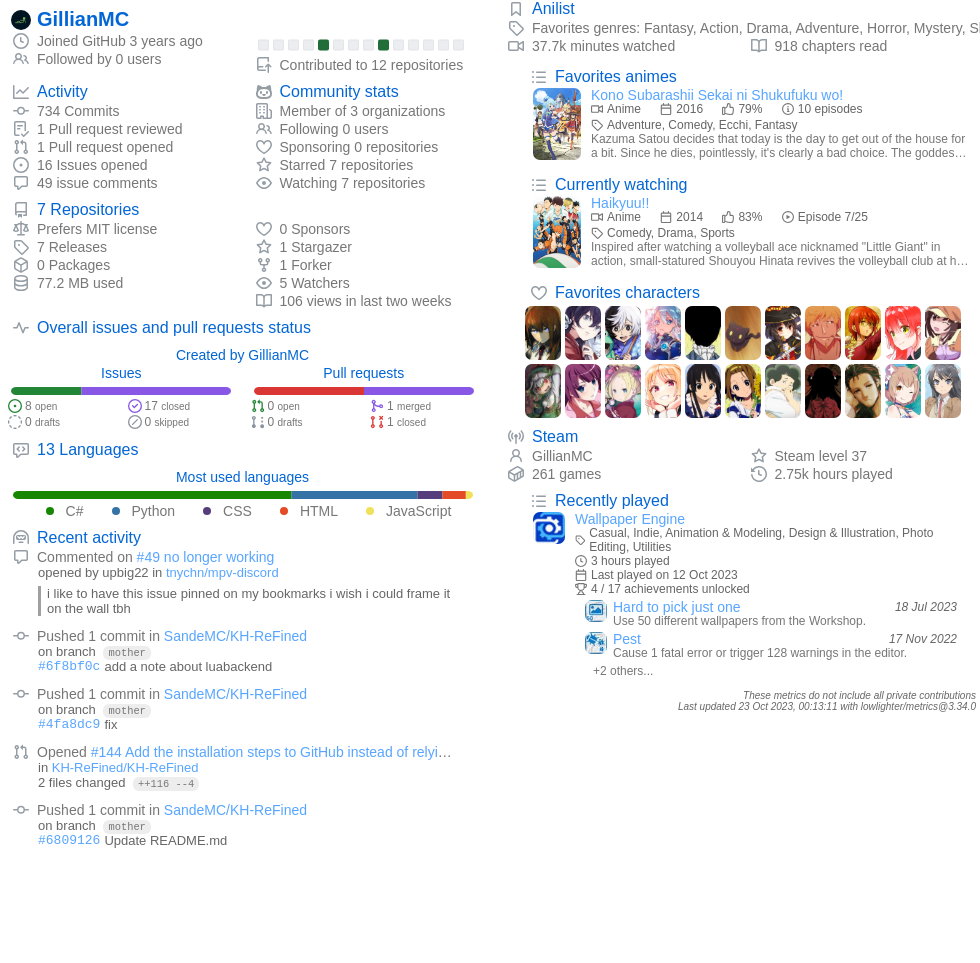 GillianMC
Joined GitHub 3 years ago
Followed by 0 users
Contributed to 12 repositories
Activity
734 Commits
1 Pull request reviewed
1 Pull request opened
16 Issues opened
49 issue comments
Community stats
Member of 3 organizations
Following 0 users
Sponsoring 0 repositories
Starred 7 repositories
Watching 7 repositories
7 Repositories
Prefers MIT license
7 Releases
0 Packages
77.2 MB used
0 Sponsors
1 Stargazer
1 Forker
5 Watchers
106 views in last two weeks
Overall issues and pull requests status
Created by GillianMC
Issues
8 open
17 closed
0 drafts
0 skipped
Pull requests
0 open
1 merged
0 drafts
1 closed
13 Languages
Most used languages
C# Python CSS HTML JavaScript
Recent activity
Commented on #49 no longer working
opened by upbig22 in tnychn/mpv-discord
i like to have this issue pinned on my bookmarks i wish i could frame it
on the wall tbh
Pushed 1 commit in SandeMC/KH-ReFined
on branch mother
#6f8bf0c add a note about luabackend
Pushed 1 commit in SandeMC/KH-ReFined
on branch mother
#4fa8dc9 fix
Opened #144 Add the installation steps to GitHub instead of relyi…
in KH-ReFined/KH-ReFined
2 files changed ++116 --4
Pushed 1 commit in SandeMC/KH-ReFined
on branch mother
#6809126 Update README.md
Anilist
Favorites genres: Fantasy, Action, Drama, Adventure, Horror, Mystery, Sl
37.7k minutes watched
918 chapters read
Favorites animes
Kono Subarashii Sekai ni Shukufuku wo!
Anime 2016 79% 10 episodes
Adventure, Comedy, Ecchi, Fantasy
Kazuma Satou decides that today is the day to get out of the house for
a bit. Since he dies, pointlessly, it's clearly a bad choice. The goddes…
Currently watching
Haikyuu!!
Anime 2014 83% Episode 7/25
Comedy, Drama, Sports
Inspired after watching a volleyball ace nicknamed "Little Giant" in
action, small-statured Shouyou Hinata revives the volleyball club at h…
Favorites characters
Steam
GillianMC
Steam level 37
261 games
2.75k hours played
Recently played
Wallpaper Engine
Casual, Indie, Animation & Modeling, Design & Illustration, Photo
Editing, Utilities
3 hours played
Last played on 12 Oct 2023
4 / 17 achievements unlocked
Hard to pick just one 18 Jul 2023
Use 50 different wallpapers from the Workshop.
Pest 17 Nov 2022
Cause 1 fatal error or trigger 128 warnings in the editor.
+2 others...
These metrics do not include all private contributions
Last updated 23 Oct 2023, 00:13:11 with lowlighter/metrics@3.34.0